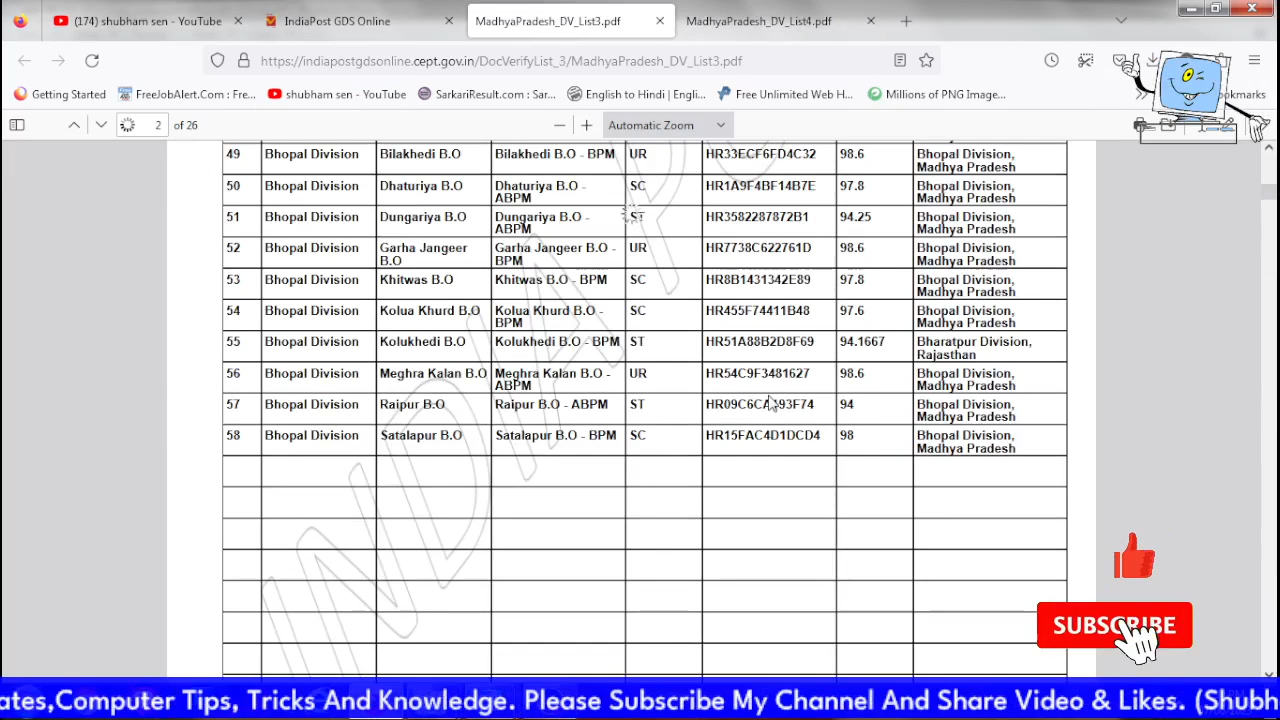 (174) shubham sen - YouTube
IndiaPost GDS Online
MadhyaPradesh_DV_List3.pdf
MadhyaPradesh_DV_List4.pdf
https://indiapostgdsonline.cept.gov.in/DocVerifyList_3/MadhyaPradesh_DV_List3.pdf
Getting Started
FreeJobAlert.Com : Fre...
shubham sen - YouTube
SarkariResult.com : Sar...
English to Hindi | Engli...
Free Unlimited Web H...
Millions of PNG Image...
2 of 26
Automatic Zoom
49 Bhopal Division Bilakhedi B.O Bilakhedi B.O - BPM UR HR33ECF6FD4C32 98.6 Bhopal Division,
Madhya Pradesh
50 Bhopal Division Dhaturiya B.O Dhaturiya B.O - SC HR1A9F4BF14B7E 97.8 Bhopal Division,
ABPM Madhya Pradesh
51 Bhopal Division Dungariya B.O Dungariya B.O - ST HR3582287872B1 94.25 Bhopal Division,
ABPM Madhya Pradesh
52 Bhopal Division Garha Jangeer Garha Jangeer B.O - UR HR7738C622761D 98.6 Bhopal Division,
B.O BPM Madhya Pradesh
53 Bhopal Division Khitwas B.O Khitwas B.O - BPM SC HR8B1431342E89 97.8 Bhopal Division,
Madhya Pradesh
54 Bhopal Division Kolua Khurd B.O Kolua Khurd B.O - SC HR455F74411B48 97.6 Bhopal Division,
BPM Madhya Pradesh
55 Bhopal Division Kolukhedi B.O Kolukhedi B.O - BPM ST HR51A88B2D8F69 94.1667 Bharatpur Division,
Rajasthan
56 Bhopal Division Meghra Kalan B.O Meghra Kalan B.O - UR HR54C9F3481627 98.6 Bhopal Division,
ABPM Madhya Pradesh
57 Bhopal Division Raipur B.O Raipur B.O - ABPM ST 94 Bhopal Division,
Madhya Pradesh
58 Bhopal Division Satalapur B.O Satalapur B.O - BPM SC HR15FAC4D1DCD4 98 Bhopal Division,
Madhya Pradesh
INDIA
SUBSCRIBE
ates,Computer Tips, Tricks And Knowledge. Please Subscribe My Channel And Share Video & Likes. (Shubh